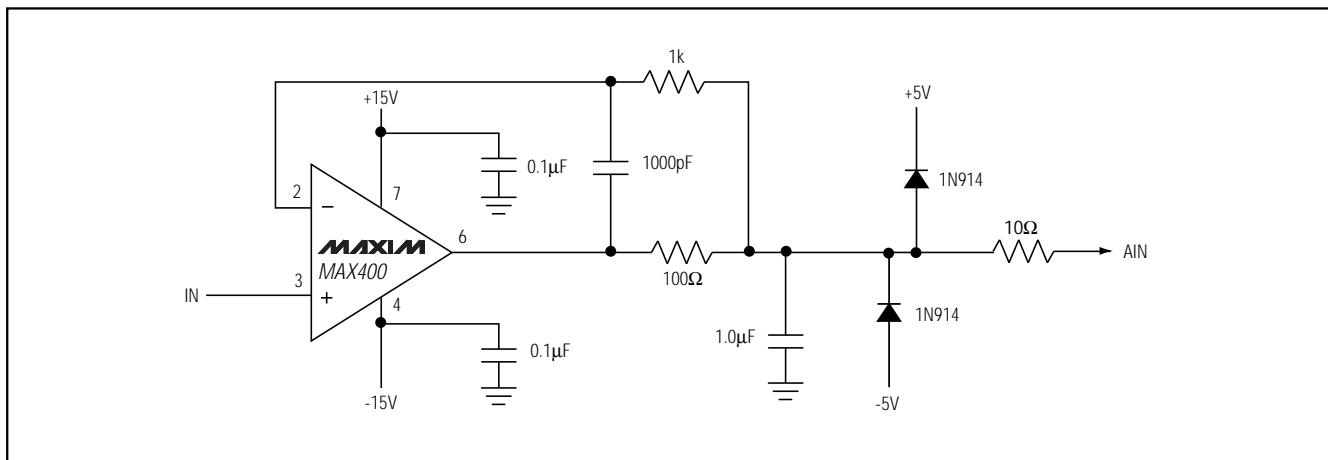 1k
+15V
+5V
0.1µF
1000pF
1N914
2
7
−
MAXIM
6
10Ω
MAX400
AIN
100Ω
IN
3
+
4
1N914
1.0µF
0.1µF
-15V
-5V